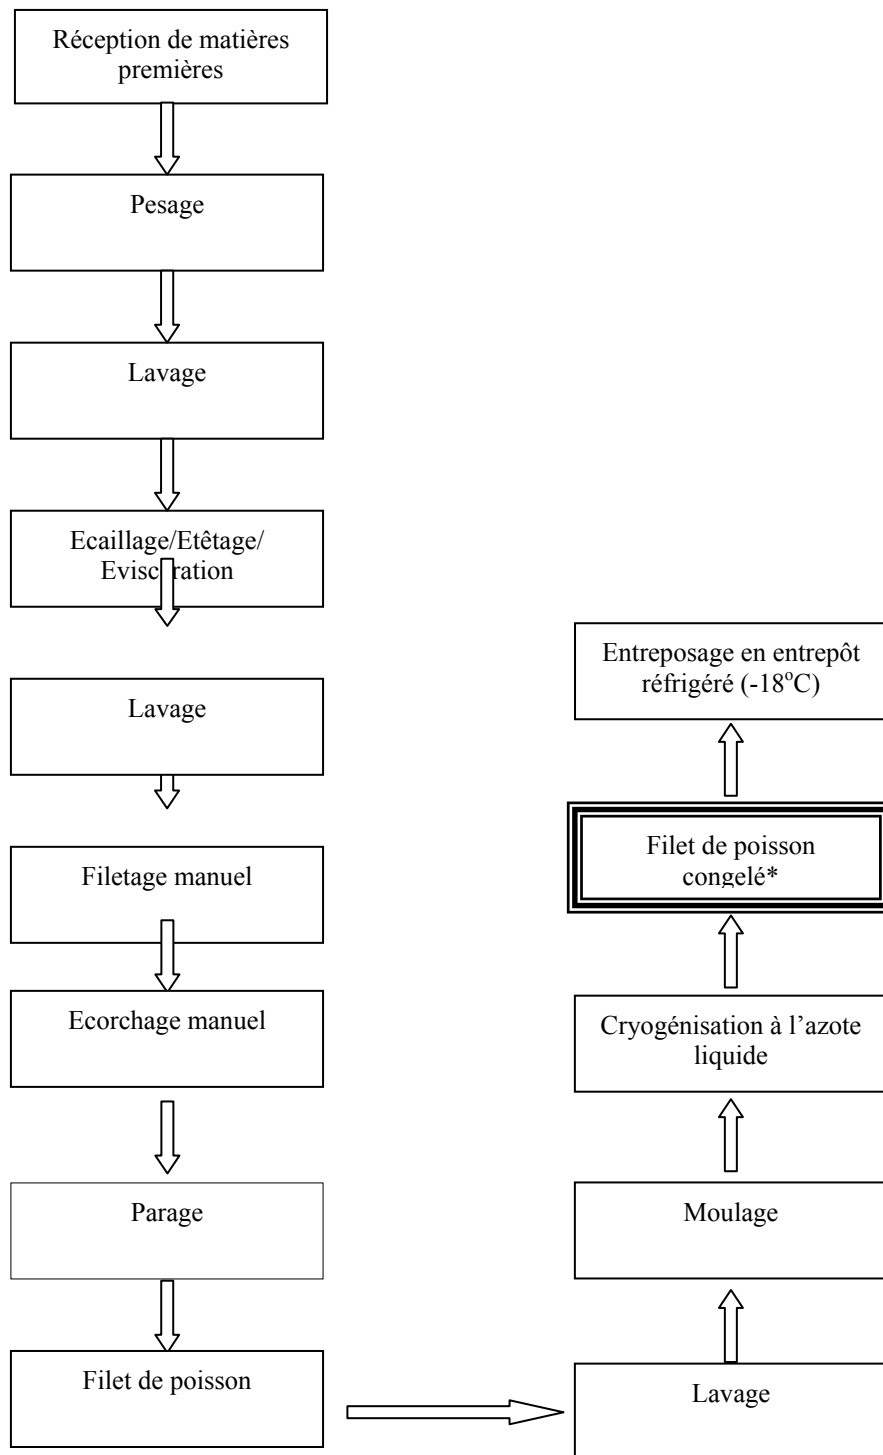 Réception de matières
premières
Pesage
Lavage
Ecaillage/Etêtage/
Eviscération
Lavage
Filetage manuel
Ecorchage manuel
Parage
Filet de poisson
Lavage
Moulage
Cryogénisation à l’azote
liquide
Filet de poisson
congelé*
Entreposage en entrepôt
réfrigéré (-18°C)